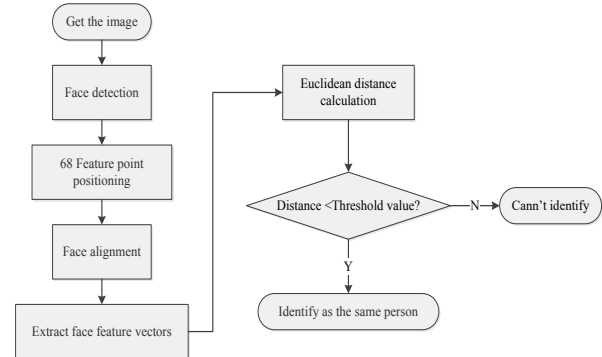 Get the image
Face detection
68 Feature point
positioning
Face alignment
Extract face feature vectors
Euclidean distance
calculation
Distance <Threshold value?
N
Cann't identify
Y
Identify as the same person